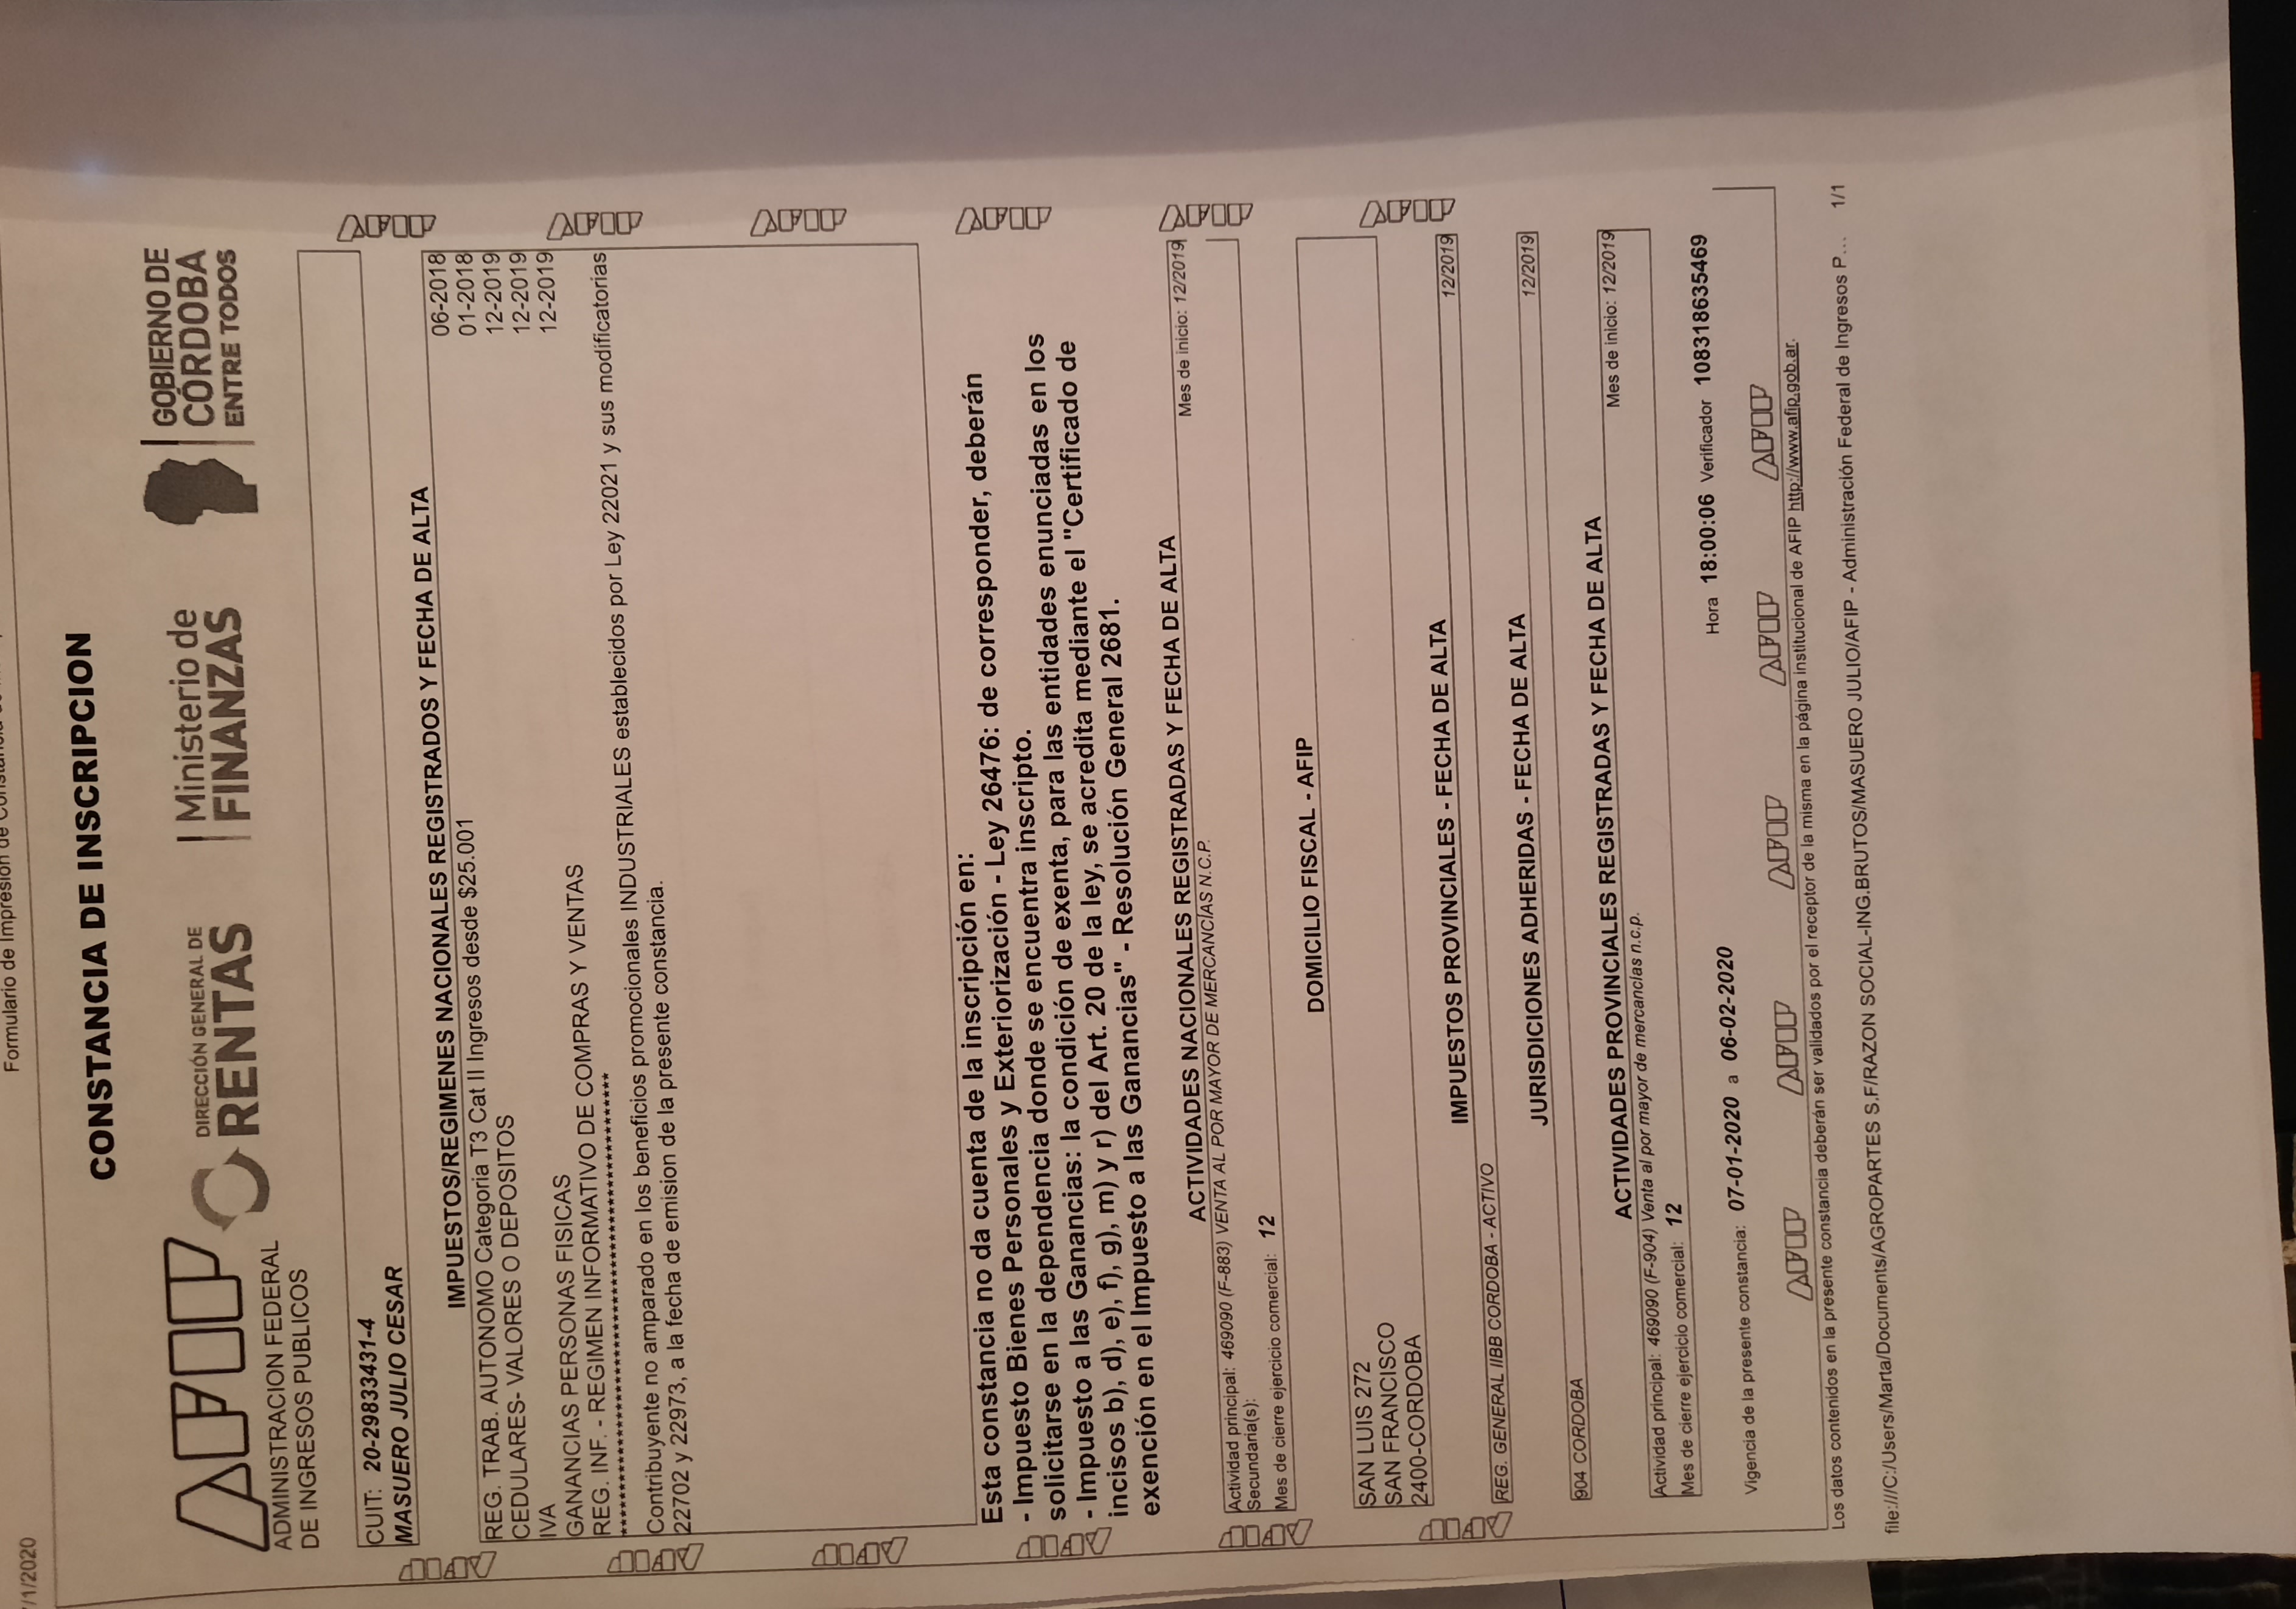 /1/2020
Formulario de Impresión de
CONSTANCIA DE INSCRIPCION
AFIP
ADMINISTRACION FEDERAL
DE INGRESOS PUBLICOS
DIRECCIÓN GENERAL DE
RENTAS
Ministerio de
FINANZAS
GOBIERNO DE
CÓRDOBA
ENTRE TODOS
CUIT: 20-29833431-4
MASUERO JULIO CESAR
IMPUESTOS/REGIMENES NACIONALES REGISTRADOS Y FECHA DE ALTA
REG. TRAB. AUTONOMO Categoria T3 Cat II Ingresos desde $25.001 06-2018
CEDULARES- VALORES O DEPOSITOS 01-2018
IVA 12-2019
GANANCIAS PERSONAS FISICAS 12-2019
REG. INF. - REGIMEN INFORMATIVO DE COMPRAS Y VENTAS 12-2019
Contribuyente no amparado en los beneficios promocionales INDUSTRIALES establecidos por Ley 22021 y sus modificatorias
22702 y 22973, a la fecha de emision de la presente constancia.
Esta constancia no da cuenta de la inscripción en:
- Impuesto Bienes Personales y Exteriorización - Ley 26476: de corresponder, deberán
solicitarse en la dependencia donde se encuentra inscripto.
- Impuesto a las Ganancias: la condición de exenta, para las entidades enunciadas en los
incisos b), d), e), f), g), m) y r) del Art. 20 de la ley, se acredita mediante el "Certificado de
exención en el Impuesto a las Ganancias" - Resolución General 2681.
ACTIVIDADES NACIONALES REGISTRADAS Y FECHA DE ALTA
Actividad principal: 469090 (F-883) VENTA AL POR MAYOR DE MERCANCÍAS N.C.P. Mes de inicio: 12/2019
Secundaria(s):
Mes de cierre ejercicio comercial: 12
DOMICILIO FISCAL - AFIP
SAN LUIS 272
SAN FRANCISCO
2400-CORDOBA
IMPUESTOS PROVINCIALES - FECHA DE ALTA
REG. GENERAL IIBB CORDOBA - ACTIVO 12/2019
JURISDICIONES ADHERIDAS - FECHA DE ALTA
904 CORDOBA 12/2019
ACTIVIDADES PROVINCIALES REGISTRADAS Y FECHA DE ALTA
Actividad principal: 469090 (F-904) Venta al por mayor de mercancías n.c.p. Mes de inicio: 12/2019
Mes de cierre ejercicio comercial: 12
Vigencia de la presente constancia: 07-01-2020 a 06-02-2020 Hora 18:00:06 Verificador 108318635469
Los datos contenidos en la presente constancia deberán ser validados por el receptor de la misma en la página institucional de AFIP http://www.afip.gob.ar.
file:///C:/Users/Marta/Documents/AGROPARTES S.F/RAZON SOCIAL-ING.BRUTOS/MASUERO JULIO/AFIP - Administración Federal de Ingresos P... 1/1